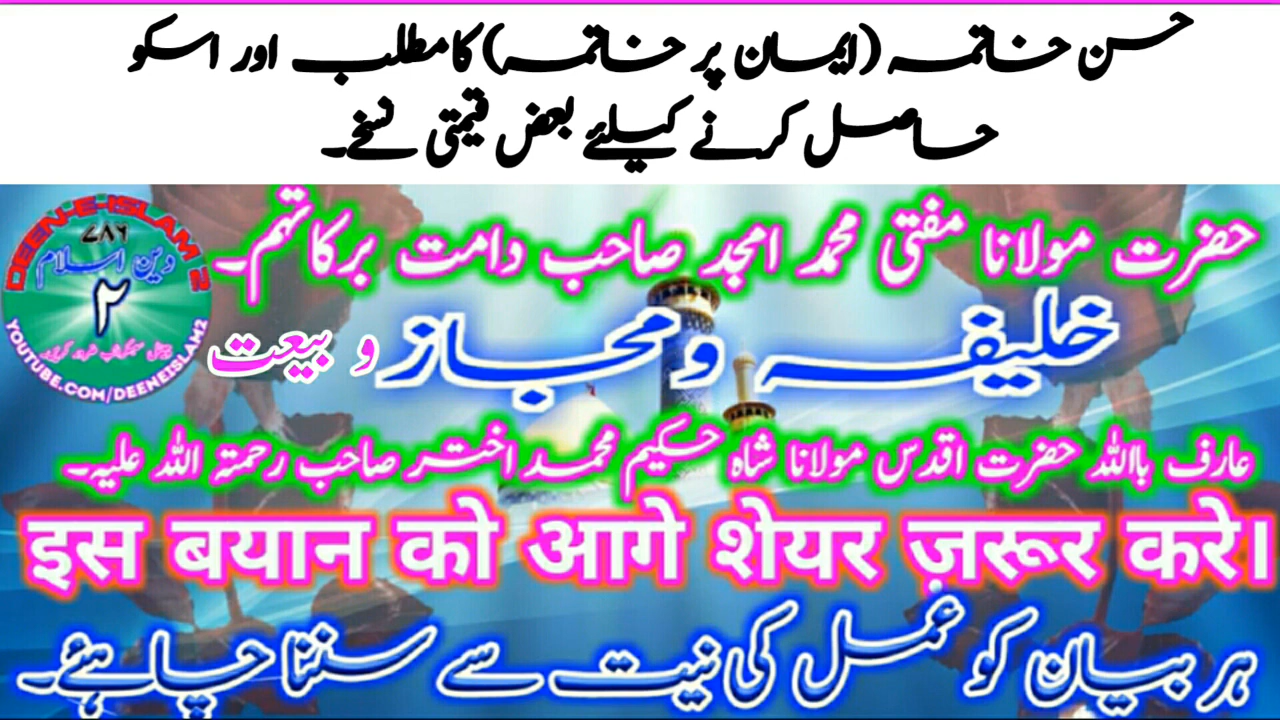 حسن خاتمہ (ایمان پر خاتمہ) کا مطلب اور اسکو
حاصل کرنے کیلئے بعض قیمتی نسخے۔
حضرت مولانا مفتی محمد امجد صاحب دامت برکاتہم۔
خلیفہ و مجاز و بیعت
عارف باللہ حضرت اقدس مولانا شاہ حکیم محمد اختر صاحب رحمتہ اللہ علیہ۔
इस बयान को आगे शेयर ज़रूर करे।
ہر بیان کو عمل کی نیت سے سننا چاہئے۔
DEEN-E-ISLAM 2
۷۸۶
دین اسلام
۲
YOUTUBE.COM/DEENEISLAM2